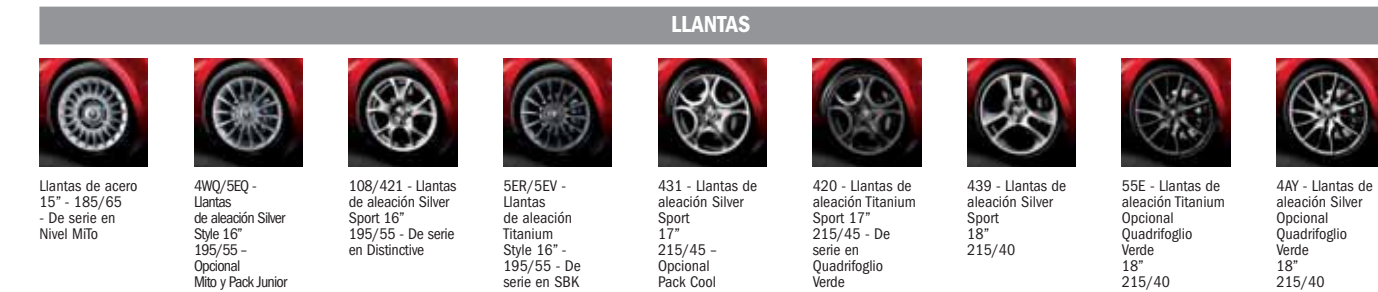 LLANTAS
Llantas de acero
15” - 185/65
- De serie en
Nivel MiTo
4WQ/5EQ -
Llantas
de aleación Silver
Style 16”
195/55 –
Opcional
Mito y Pack Junior
108/421 - Llantas
de aleación Silver
Sport 16”
195/55 - De serie
en Distinctive
5ER/5EV -
Llantas
de aleación
Titanium
Style 16” -
195/55 - De
serie en SBK
431 - Llantas de
aleación Silver
Sport
17”
215/45 –
Opcional
Pack Cool
420 - Llantas de
aleación Titanium
Sport 17”
215/45 - De
serie en
Quadrifoglio
Verde
439 - Llantas de
aleación Silver
Sport
18”
215/40
55E - Llantas de
aleación Titanium
Opcional
Quadrifoglio
Verde
18”
215/40
4AY - Llantas de
aleación Silver
Opcional
Quadrifoglio
Verde
18”
215/40